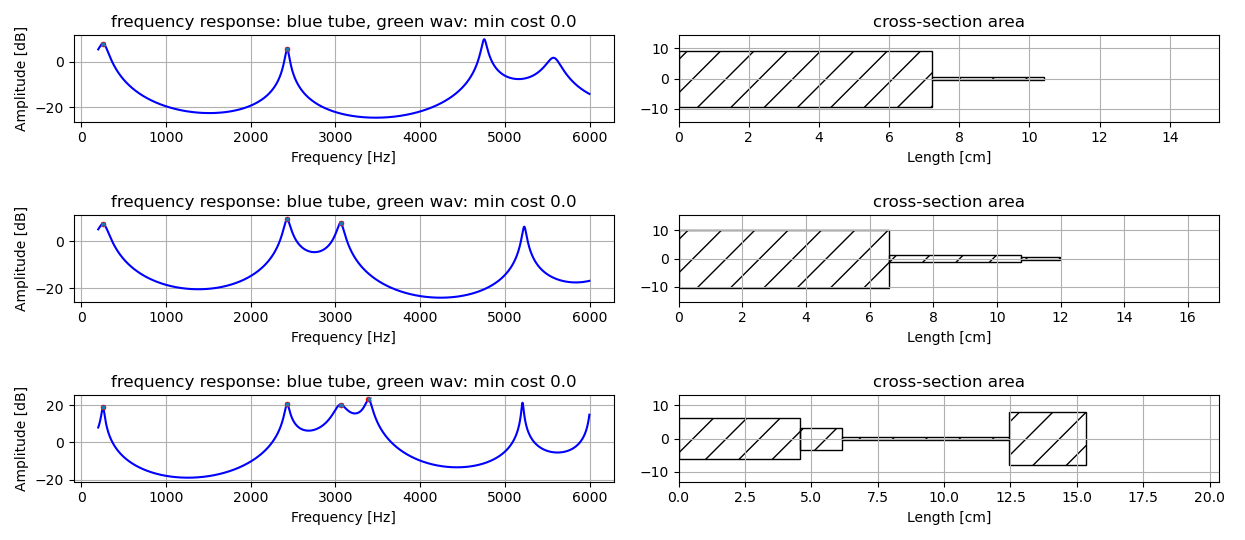 frequency response: blue tube, green wav: min cost 0.0
Amplitude [dB]
0
−20
0 1000 2000 3000 4000 5000 6000
Frequency [Hz]
cross-section area
10
0
−10
0 2 4 6 8 10 12 14
Length [cm]
frequency response: blue tube, green wav: min cost 0.0
Amplitude [dB]
0
−20
0 1000 2000 3000 4000 5000 6000
Frequency [Hz]
cross-section area
10
0
−10
0 2 4 6 8 10 12 14 16
Length [cm]
frequency response: blue tube, green wav: min cost 0.0
Amplitude [dB]
20
0
−20
0 1000 2000 3000 4000 5000 6000
Frequency [Hz]
cross-section area
10
0
−10
0.0 2.5 5.0 7.5 10.0 12.5 15.0 17.5 20.0
Length [cm]